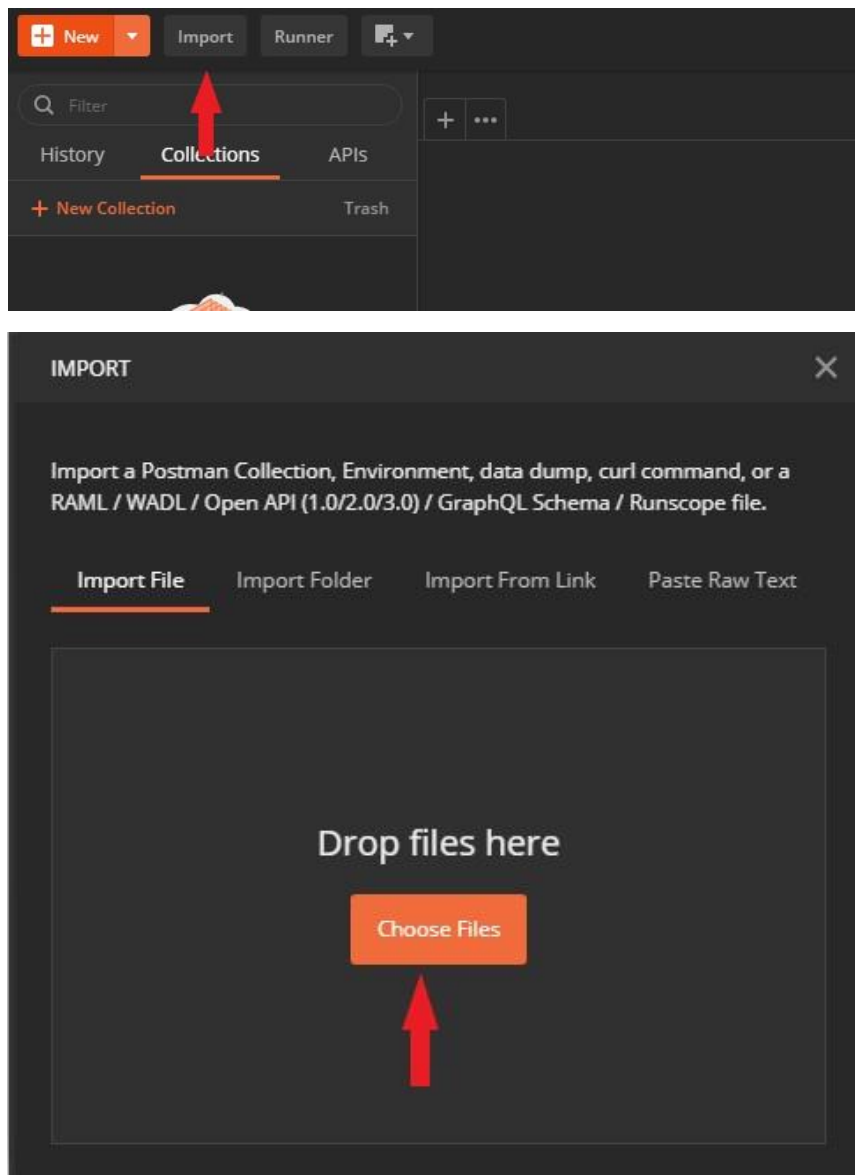 New Import Runner
Filter
History Collections APIs
+ New Collection Trash
IMPORT
Import a Postman Collection, Environment, data dump, curl command, or a
RAML / WADL / Open API (1.0/2.0/3.0) / GraphQL Schema / Runscope file.
Import File Import Folder Import From Link Paste Raw Text
Drop files here
Choose Files